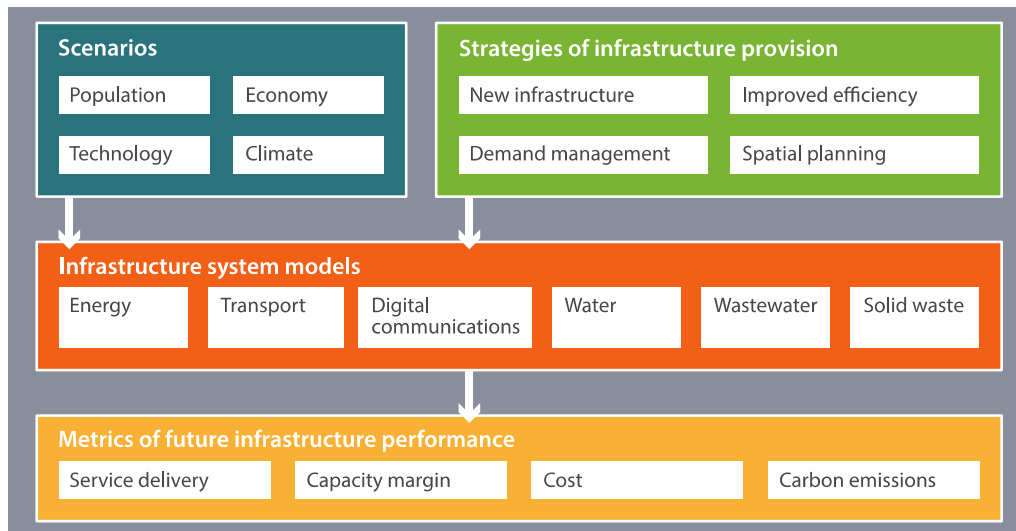 Scenarios
Population
Economy
Technology
Climate
Strategies of infrastructure provision
New infrastructure
Improved efficiency
Demand management
Spatial planning
Infrastructure system models
Energy
Transport
Digital
communications
Water
Wastewater
Solid waste
Metrics of future infrastructure performance
Service delivery
Capacity margin
Cost
Carbon emissions